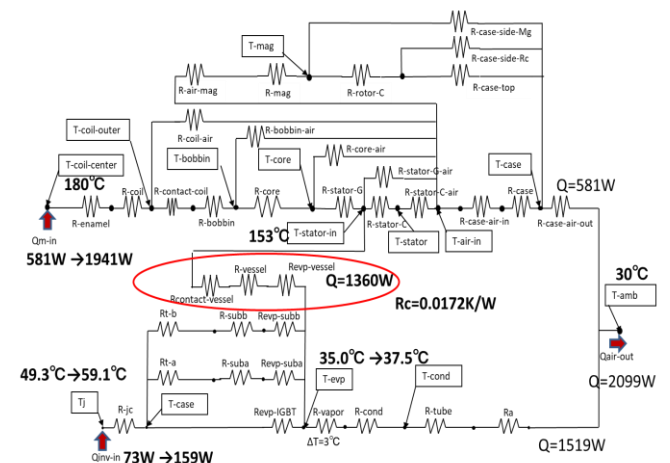 R-case-side-Mg
T-mag
R-case-side-Rc
R-air-mag
R-mag
R-rotor-C
R-case-top
R-coil-air
T-coil-outer
R-bobbin-air
T-coil-center
T-bobbin
T-core
R-core-air
R-stator-G-air
T-case
180℃
R-coil
R-contact-coil
R-core
R-stator-G
R-stator-C-air
Q=581W
Qm-in
R-enamel
R-bobbin
R-case
153℃
T-stator-in
R-stator-C
T-stator
T-air-in
R-case-air-in
R-case-air-out
581W →1941W
R-vessel
Revp-vessel
Q=1360W
30℃
Rcontact-vessel
Rc=0.0172K/W
T-amb
Rt-b
R-subb
Revp-subb
Qair-out
Rt-a
R-suba
Revp-suba
35.0℃ →37.5℃
Q=2099W
49.3℃→59.1℃
T-evp
T-cond
Tj
R-jc
T-case
Revp-IGBT
R-vapor
R-cond
R-tube
Ra
ΔT=3℃
Q=1519W
Qinv-in
73W →159W